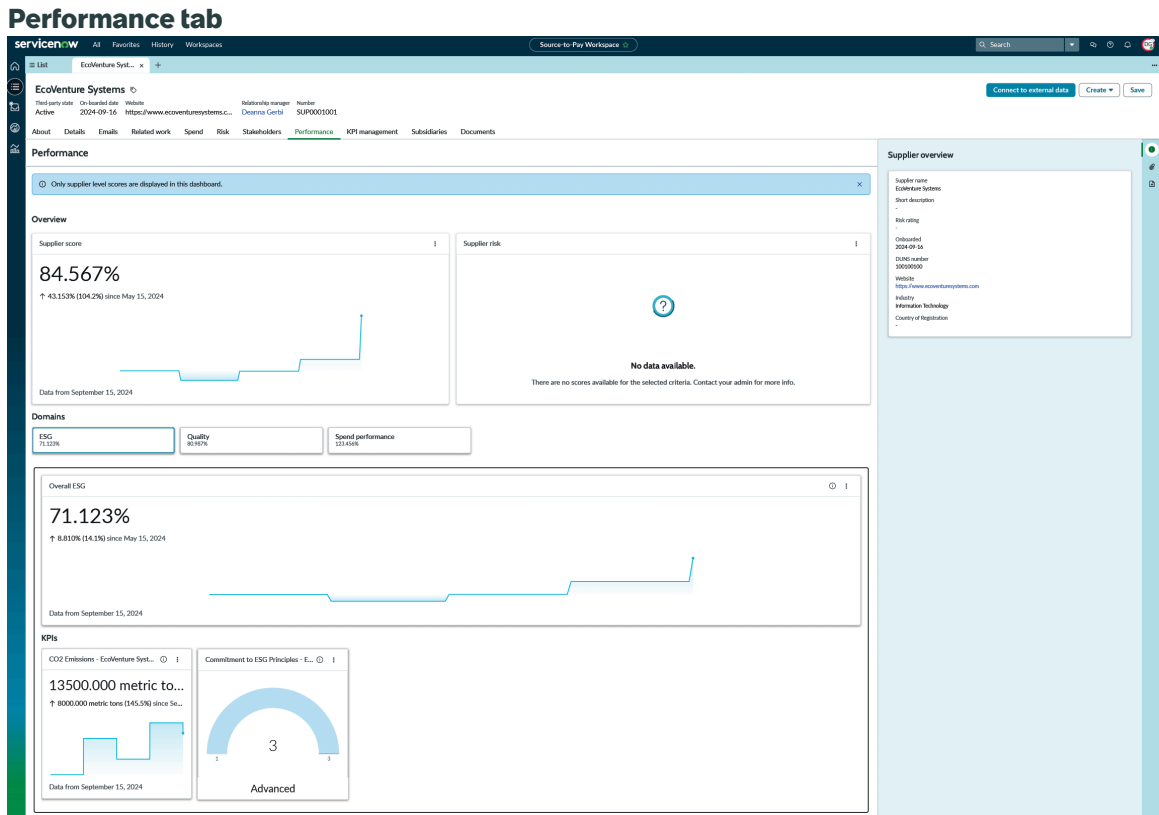 Performance tab
servicenow All Favorites History Workspaces Source-to-Pay Workspace Search
List EcoVenture Syst... × +
EcoVenture Systems
Connect to external data Create Save
Third-party state On-boarded date Website Relationship manager Number
Active 2024-09-16 https://www.ecoventuresystems.c... Deanna Gerbi SUP0001001
About Details Emails Related work Spend Risk Stakeholders Performance KPI management Subsidiaries Documents
Performance
Only supplier level scores are displayed in this dashboard.
Overview
Supplier score
84.567%
↑ 43.153% (104.2%) since May 15, 2024
Data from September 15, 2024
Supplier risk
?
No data available.
There are no scores available for the selected criteria. Contact your admin for more info.
Domains
ESG
71.123%
Quality
80.987%
Spend performance
123.456%
Overall ESG
71.123%
↑ 8.810% (14.1%) since May 15, 2024
Data from September 15, 2024
KPIs
CO2 Emissions - EcoVenture Syst...
13500.000 metric to...
↑ 8000.000 metric tons (145.5%) since Se...
Data from September 15, 2024
Commitment to ESG Principles - E...
3
1 3
Advanced
Supplier overview
Supplier name
EcoVenture Systems
Short description
-
Risk rating
-
Onboarded
2024-09-16
DUNS number
100100100
Website
https://www.ecoventuresystems.com
Industry
Information Technology
Country of Registration
-